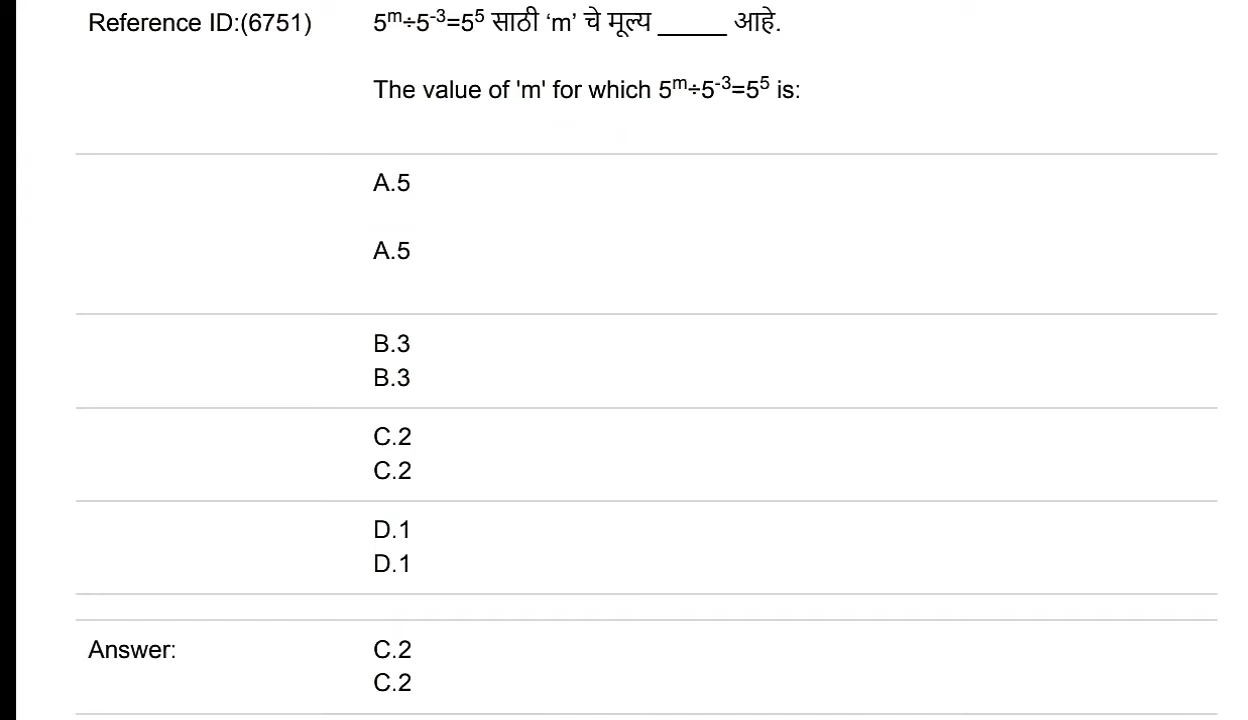 Reference ID:(6751) 5ᵐ÷5⁻³=5⁵ साठी ‘m’ चे मूल्य _____ आहे.
The value of 'm' for which 5ᵐ÷5⁻³=5⁵ is:
A.5
A.5
B.3
B.3
C.2
C.2
D.1
D.1
Answer: C.2
C.2